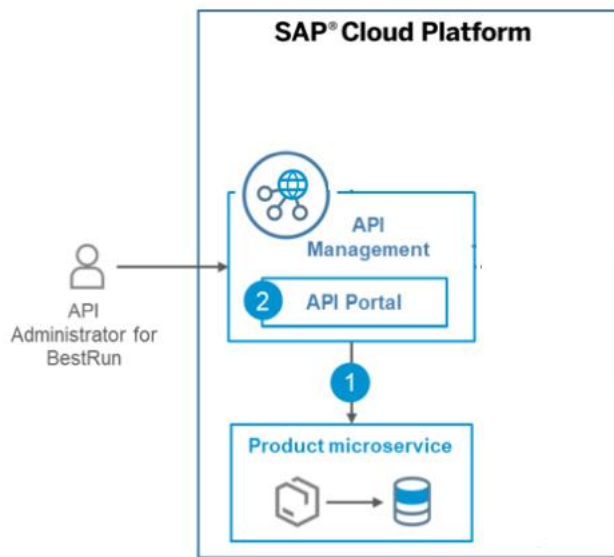 SAP® Cloud Platform
API
Management
2
API Portal
API
Administrator for
BestRun
1
Product microservice